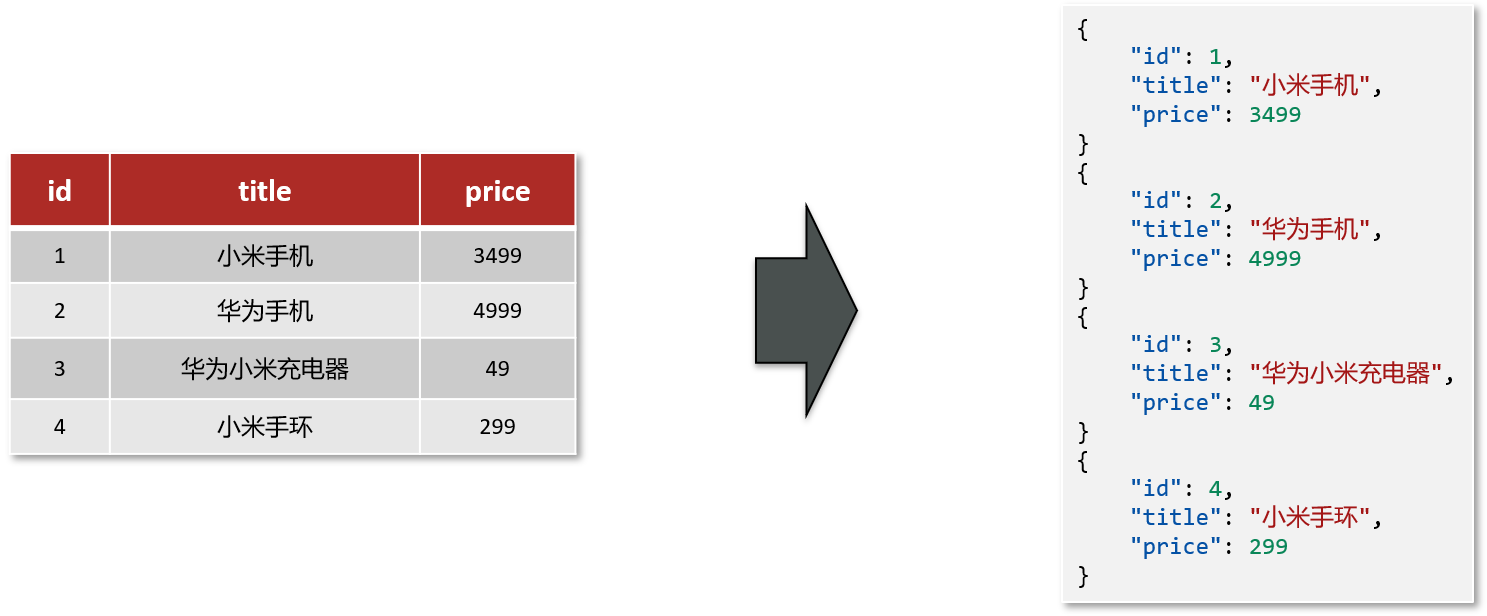 id title price
1 小米手机 3499
2 华为手机 4999
3 华为小米充电器 49
4 小米手环 299
{
"id": 1,
"title": "小米手机",
"price": 3499
}
{
"id": 2,
"title": "华为手机",
"price": 4999
}
{
"id": 3,
"title": "华为小米充电器",
"price": 49
}
{
"id": 4,
"title": "小米手环",
"price": 299
}